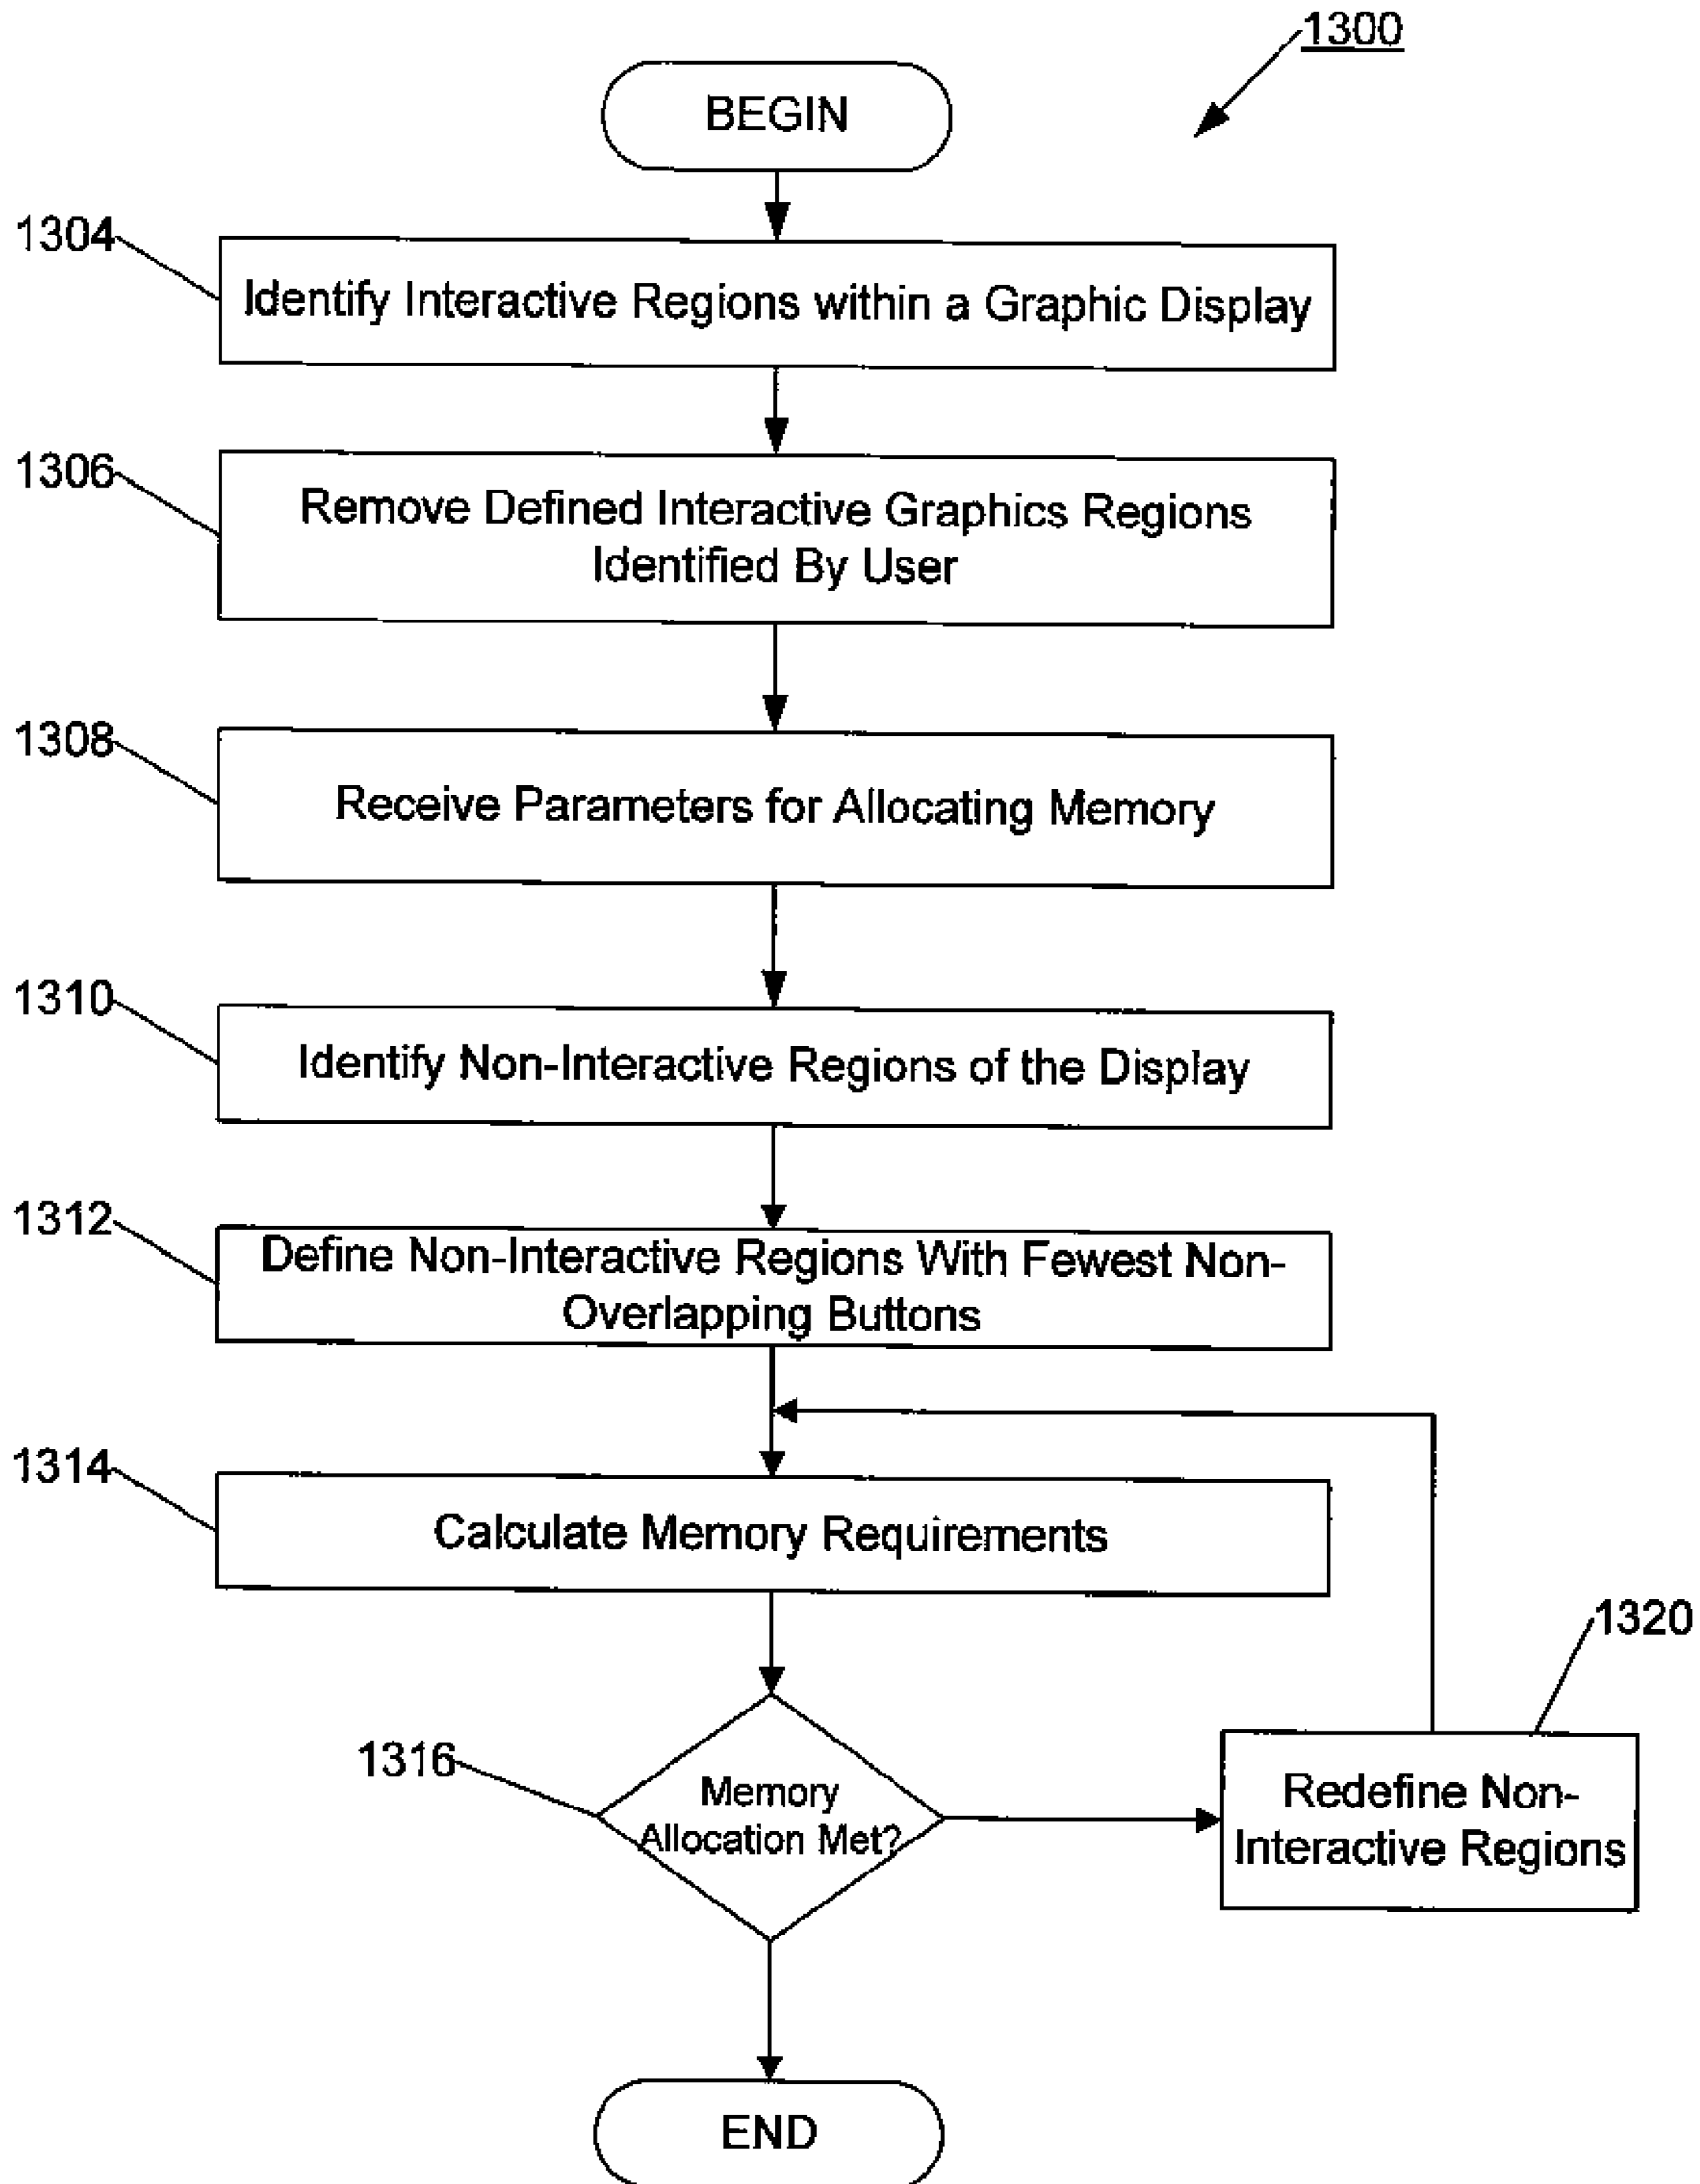 1300
BEGIN
1304
Identify Interactive Regions within a Graphic Display
1306
Remove Defined Interactive Graphics Regions
Identified By User
1308
Receive Parameters for Allocating Memory
1310
Identify Non-Interactive Regions of the Display
1312
Define Non-Interactive Regions With Fewest Non-
Overlapping Buttons
1314
Calculate Memory Requirements
1320
1316
Memory
Allocation Met?
Redefine Non-
Interactive Regions
END